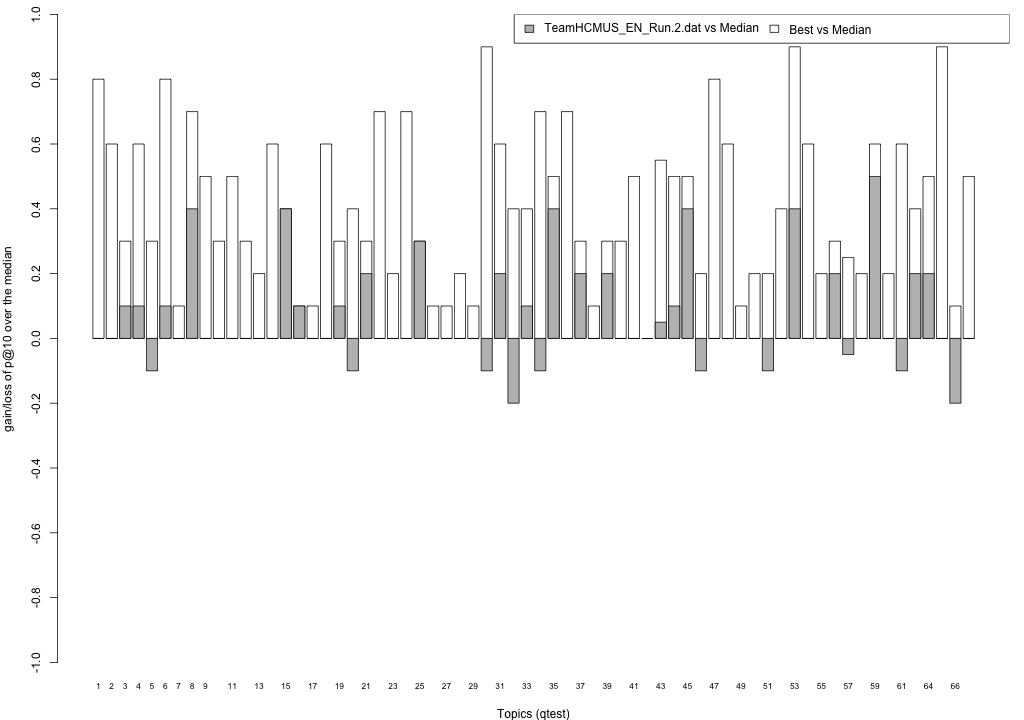 TeamHCMUS_EN_Run.2.dat vs Median
Best vs Median
1.0
0.8
0.6
0.4
0.2
0.0
-0.2
-0.4
-0.6
-0.8
-1.0
gain/loss of p@10 over the median
1 2 3 4 5 6 7 8 9 11 13 15 17 19 21 23 25 27 29 31 33 35 37 39 41 43 45 47 49 51 53 55 57 59 61 64 66
Topics (qtest)